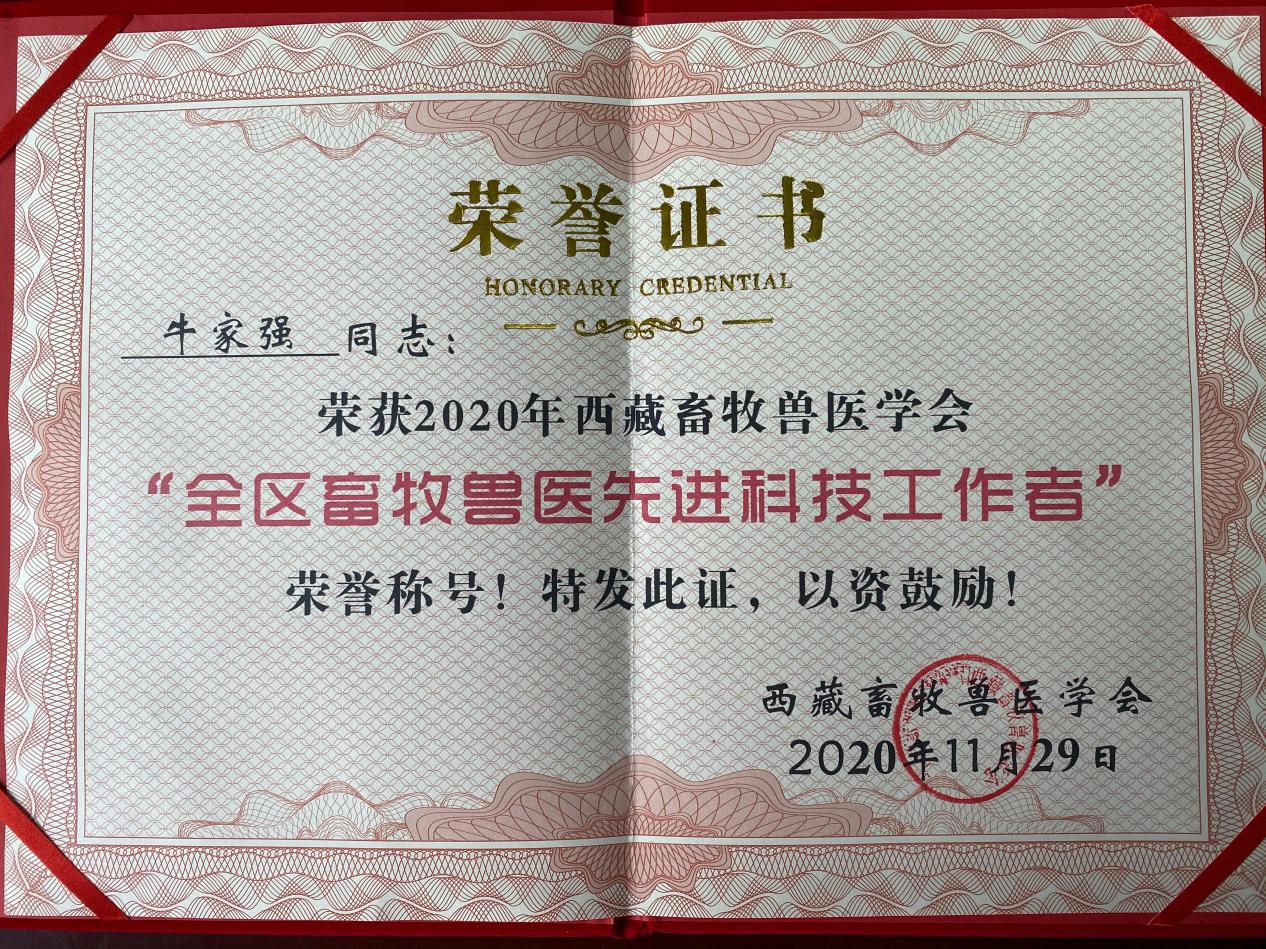 荣誉证书
HONORARY CREDENTIAL
牛家强 同志：
荣获2020年西藏畜牧兽医学会
“全区畜牧兽医先进科技工作者”
荣誉称号！特发此证，以资鼓励！
西藏畜牧兽医学会
2020年11月29日